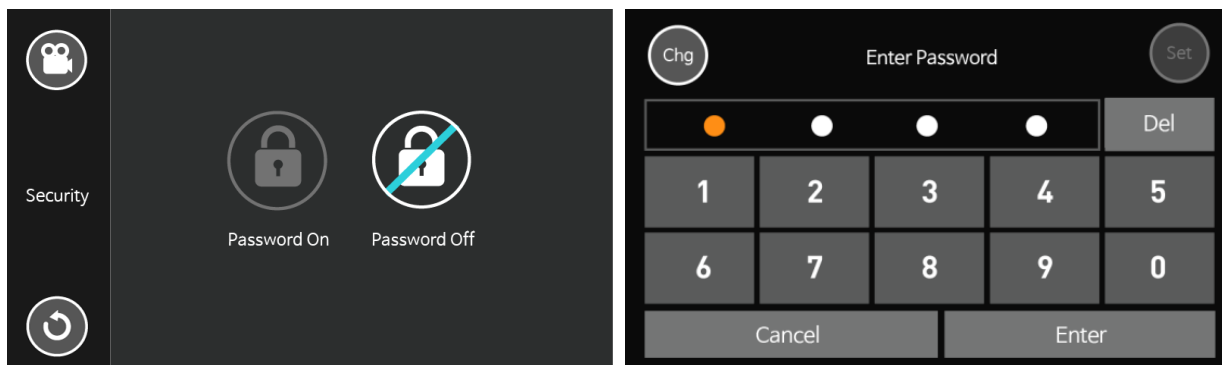 Security
Password On Password Off
Chg Enter Password Set
Del
1 2 3 4 5
6 7 8 9 0
Cancel Enter